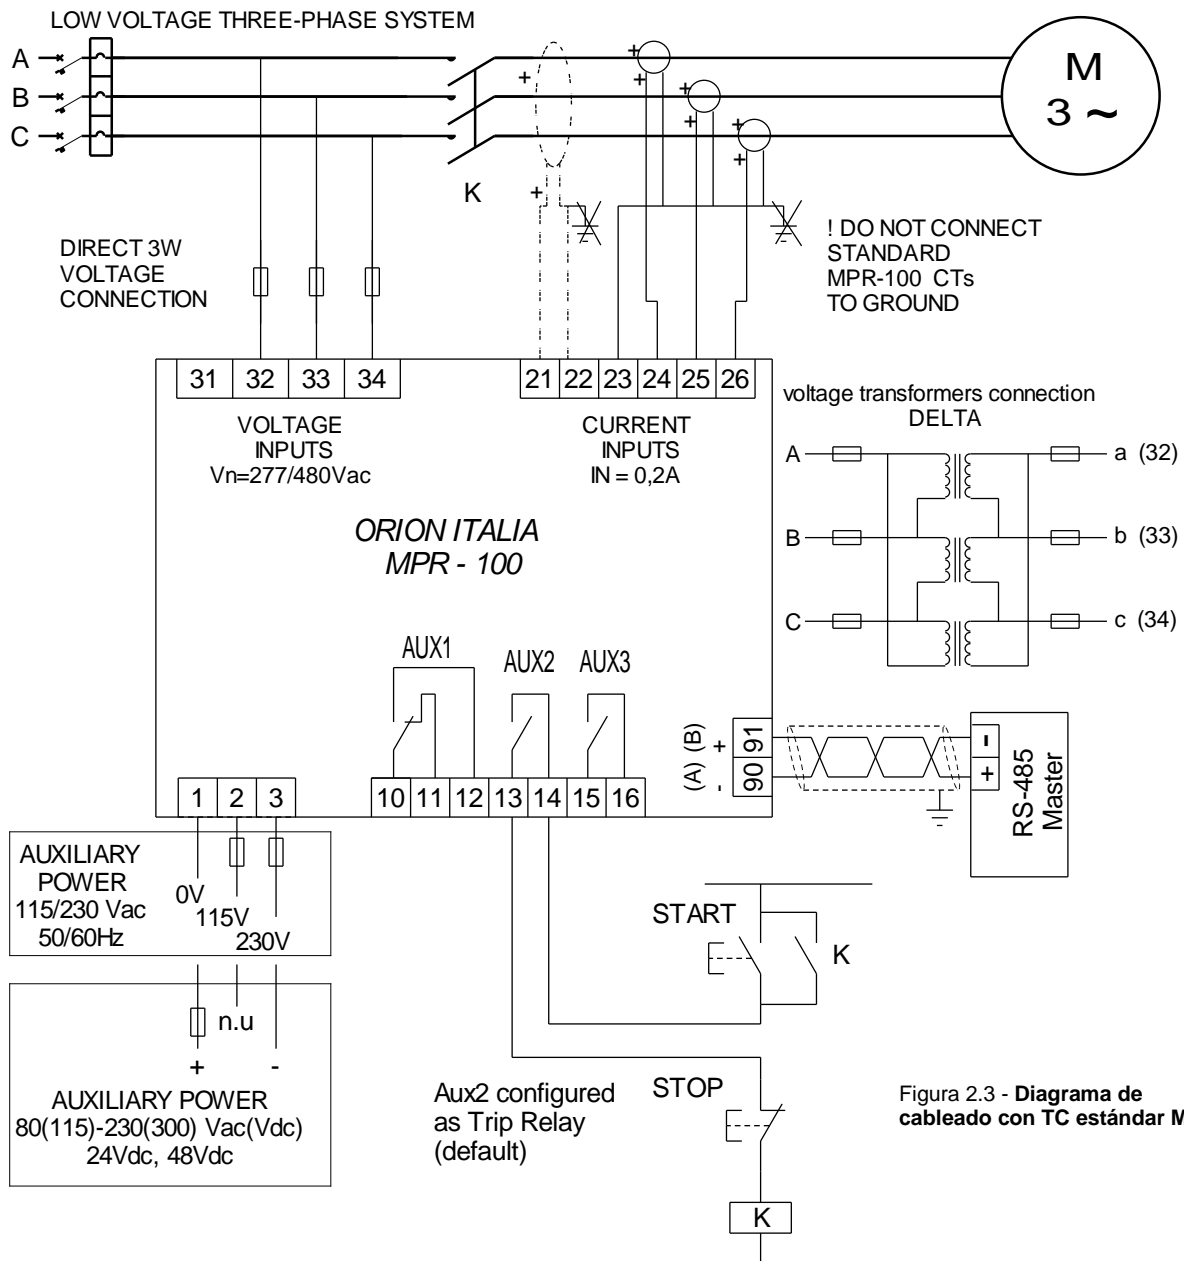 LOW VOLTAGE THREE-PHASE SYSTEM
A
B
C
+
+
K
+
+
+
+
+
+
M
3 ~
DIRECT 3W
VOLTAGE
CONNECTION
! DO NOT CONNECT
STANDARD
MPR-100 CTs
TO GROUND
31 32 33 34
21 22 23 24 25 26
VOLTAGE
INPUTS
Vn=277/480Vac
CURRENT
INPUTS
IN = 0,2A
voltage transformers connection
DELTA
A a (32)
B b (33)
C c (34)
ORION ITALIA
MPR - 100
AUX1 AUX2 AUX3
(A) (B)
- +
90 91
-
+
RS-485
Master
1 2 3
10 11 12 13 14 15 16
AUXILIARY
POWER
115/230 Vac
50/60Hz
0V
115V
230V
n.u
+ -
AUXILIARY POWER
80(115)-230(300) Vac(Vdc)
24Vdc, 48Vdc
START
K
Aux2 configured
as Trip Relay
(default)
STOP
K
Figura 2.3 - Diagrama de
cableado con TC estándar M